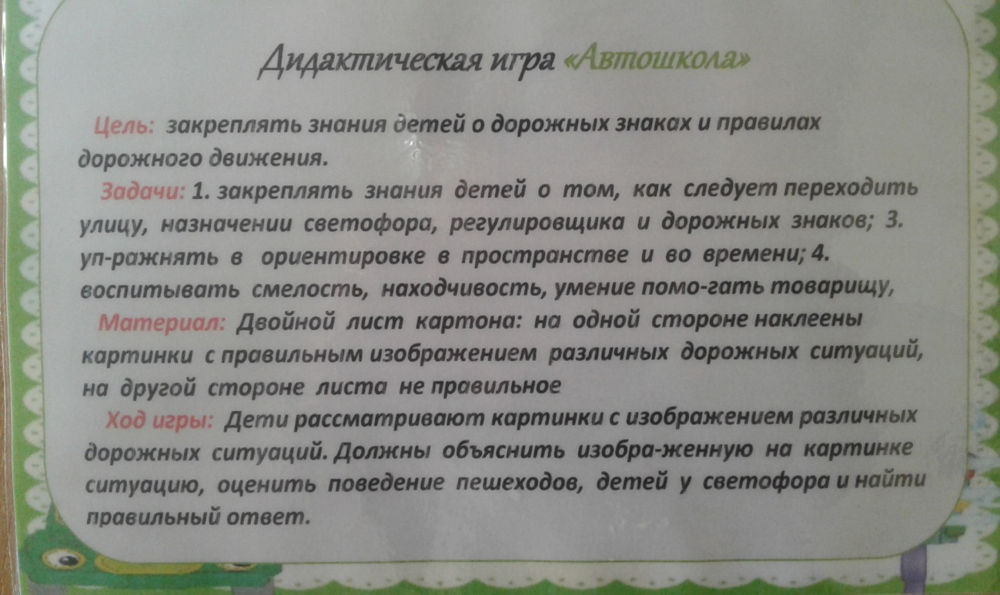 Дидактическая игра «Автошкола»
Цель: закреплять знания детей о дорожных знаках и правилах
дорожного движения.
Задачи: 1. закреплять знания детей о том, как следует переходить
улицу, назначении светофора, регулировщика и дорожных знаков; 3.
уп-ражнять в ориентировке в пространстве и во времени; 4.
воспитывать смелость, находчивость, умение помо-гать товарищу,
Материал: Двойной лист картона: на одной стороне наклеены
картинки с правильным изображением различных дорожных ситуаций,
на другой стороне листа не правильное
Ход игры: Дети рассматривают картинки с изображением различных
дорожных ситуаций. Должны объяснить изобра-женную на картинке
ситуацию, оценить поведение пешеходов, детей у светофора и найти
правильный ответ.